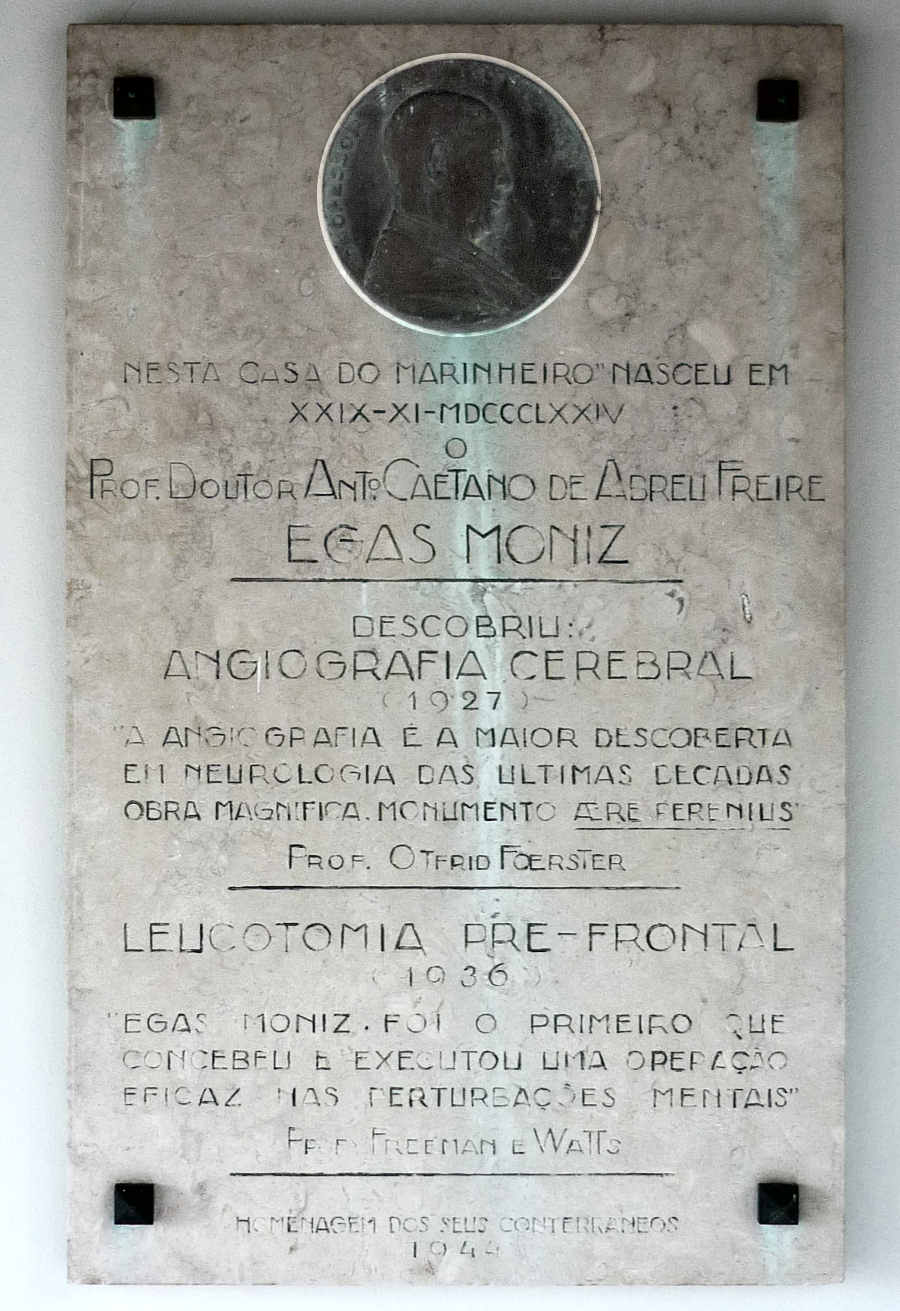 NESTA CASA DO MARINHEIRO" NASCEU EM
XXIX-XI-MDCCCLXXIV
O
PROF. DOUTOR ANTº. CAETANO DE ABREU FREIRE
EGAS MONIZ
DESCOBRIU:
ANGIOGRAFIA CEREBRAL
(1927)
"A ANGIOGRAFIA É A MAIOR DESCOBERTA
EM NEUROLOGIA DAS ULTIMAS DECADAS
OBRA MAGNIFICA. MONUMENTO ÆRE PERENIUS"
PROF. OTFRID FOERSTER
LEUCOTOMIA PRE-FRONTAL
(1936)
"EGAS MONIZ. FOI O PRIMEIRO QUE
CONCEBEU E EXECUTOU UMA OPERAÇÃO
EFICAZ NAS PERTURBAÇÕES MENTAIS"
FREEMAN E WATTS
HOMENAGEM DOS SEUS CONTERRANEOS
1944